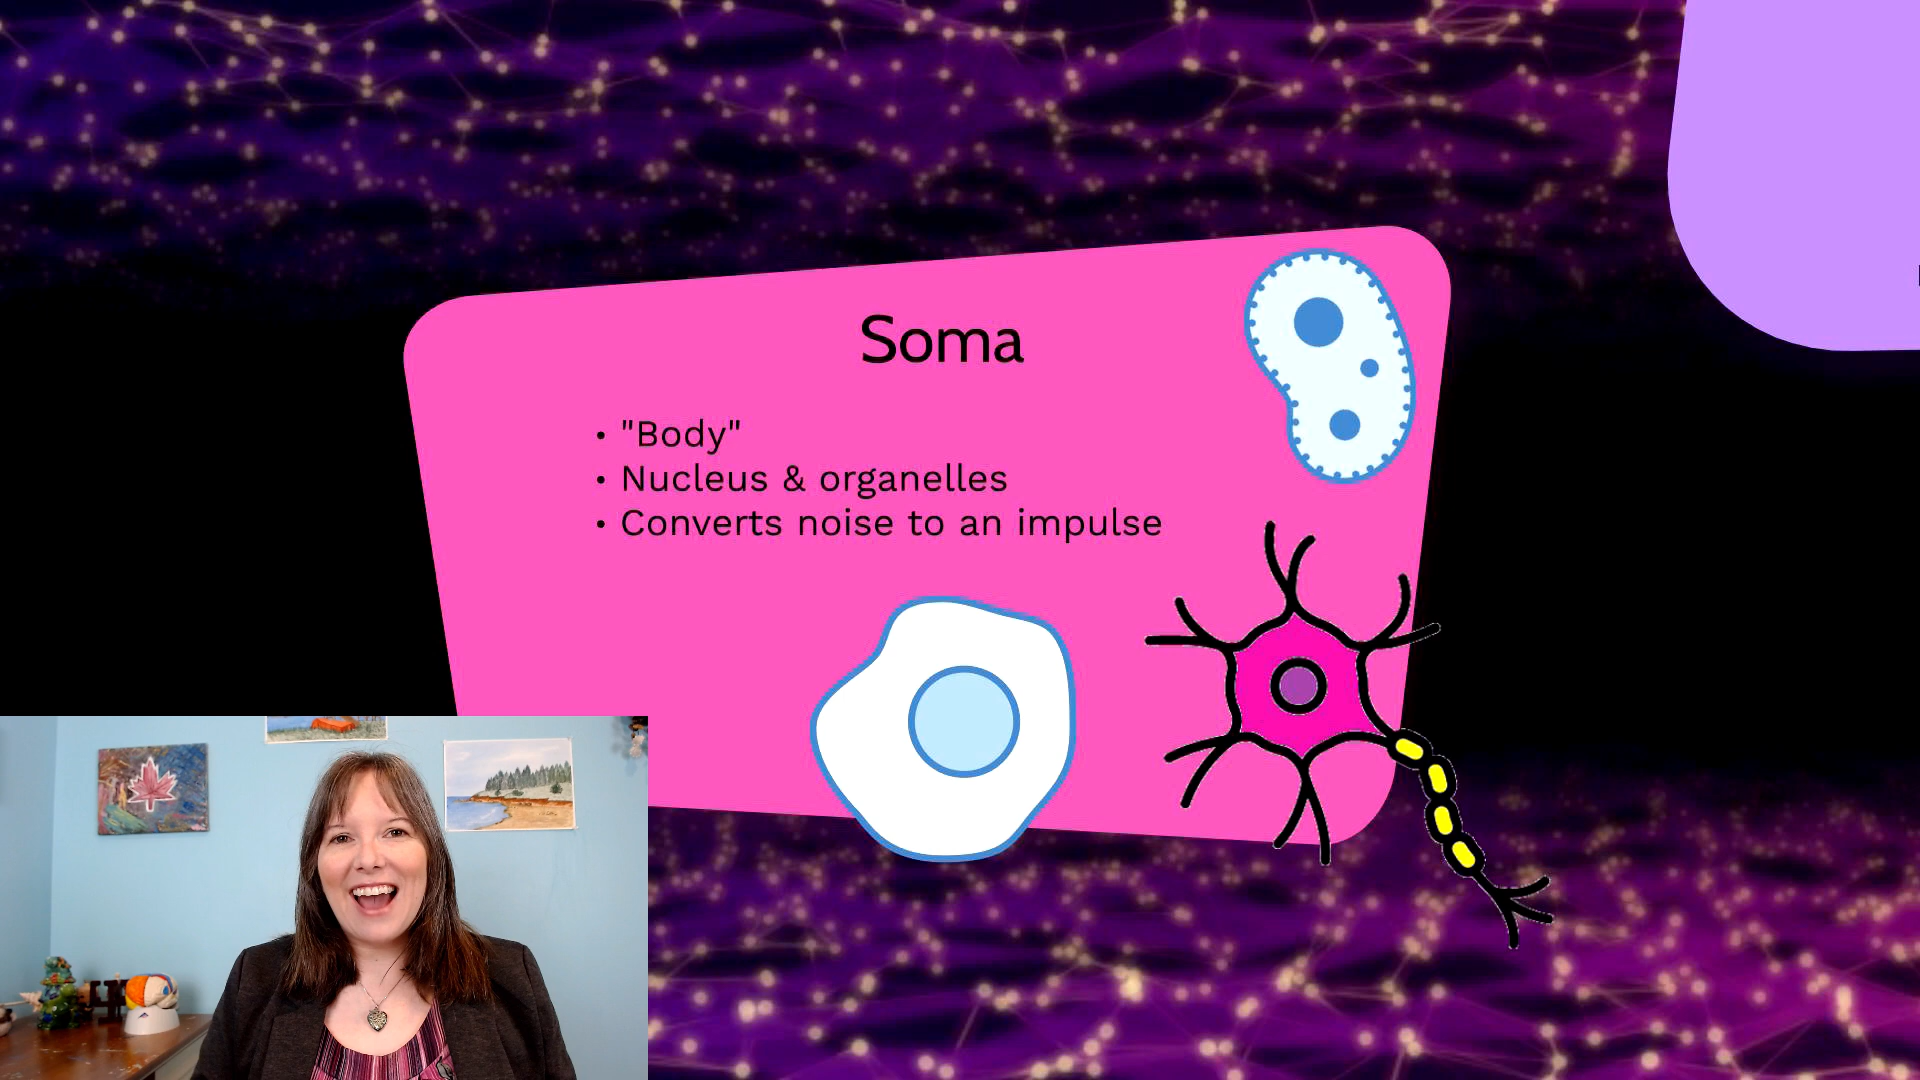 Soma
• "Body"
• Nucleus & organelles
• Converts noise to an impulse